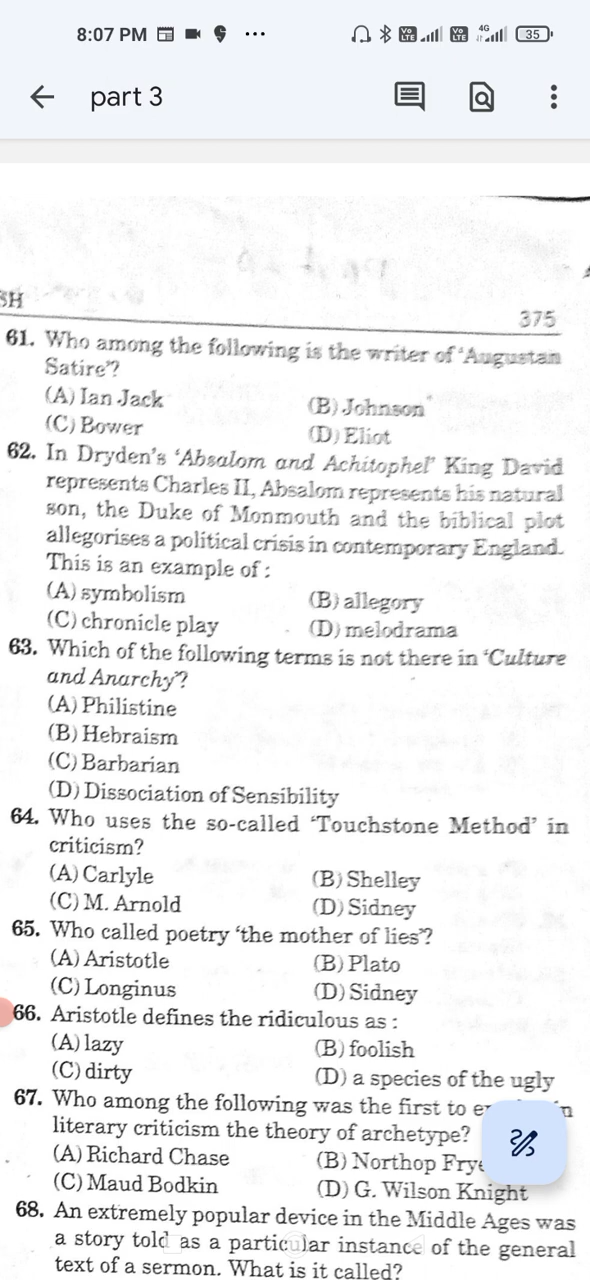 8:07 PM ... Vo LTE Vo LTE 4G 35
part 3
SH
375
61. Who among the following is the writer of 'Augustan
Satire'?
(A) Ian Jack (B) Johnson
(C) Bower (D) Eliot
62. In Dryden's 'Absalom and Achitophel' King David
represents Charles II, Absalom represents his natural
son, the Duke of Monmouth and the biblical plot
allegorises a political crisis in contemporary England.
This is an example of :
(A) symbolism (B) allegory
(C) chronicle play (D) melodrama
63. Which of the following terms is not there in 'Culture
and Anarchy'?
(A) Philistine
(B) Hebraism
(C) Barbarian
(D) Dissociation of Sensibility
64. Who uses the so-called 'Touchstone Method' in
criticism?
(A) Carlyle (B) Shelley
(C) M. Arnold (D) Sidney
65. Who called poetry 'the mother of lies'?
(A) Aristotle (B) Plato
(C) Longinus (D) Sidney
66. Aristotle defines the ridiculous as :
(A) lazy (B) foolish
(C) dirty (D) a species of the ugly
67. Who among the following was the first to
literary criticism the theory of archetype?
(A) Richard Chase (B) Northop Frye
(C) Maud Bodkin (D) G. Wilson Knight
68. An extremely popular device in the Middle Ages was
a story told as a particular instance of the general
text of a sermon. What is it called?